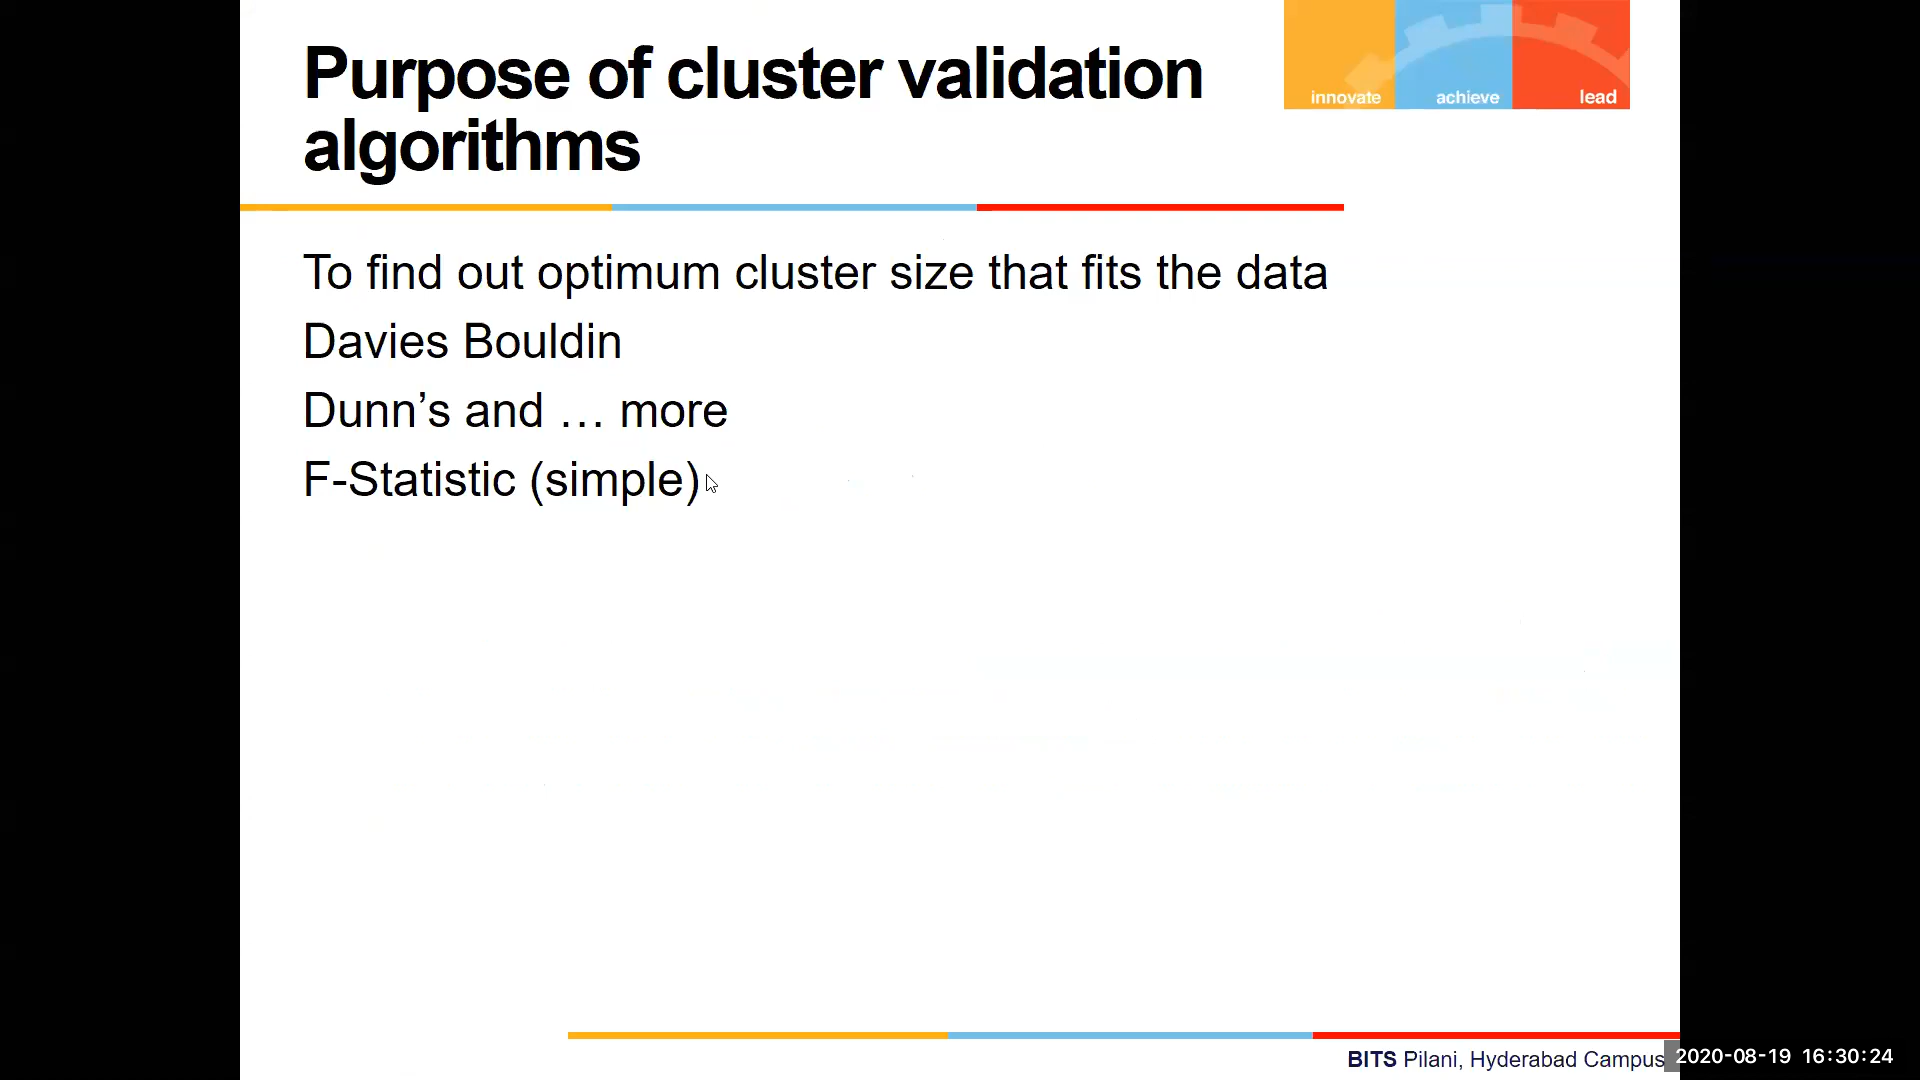 Purpose of cluster validation
algorithms
innovate achieve lead
To find out optimum cluster size that fits the data
Davies Bouldin
Dunn’s and … more
F-Statistic (simple)
BITS Pilani, Hyderabad Campus
2020-08-19 16:30:24